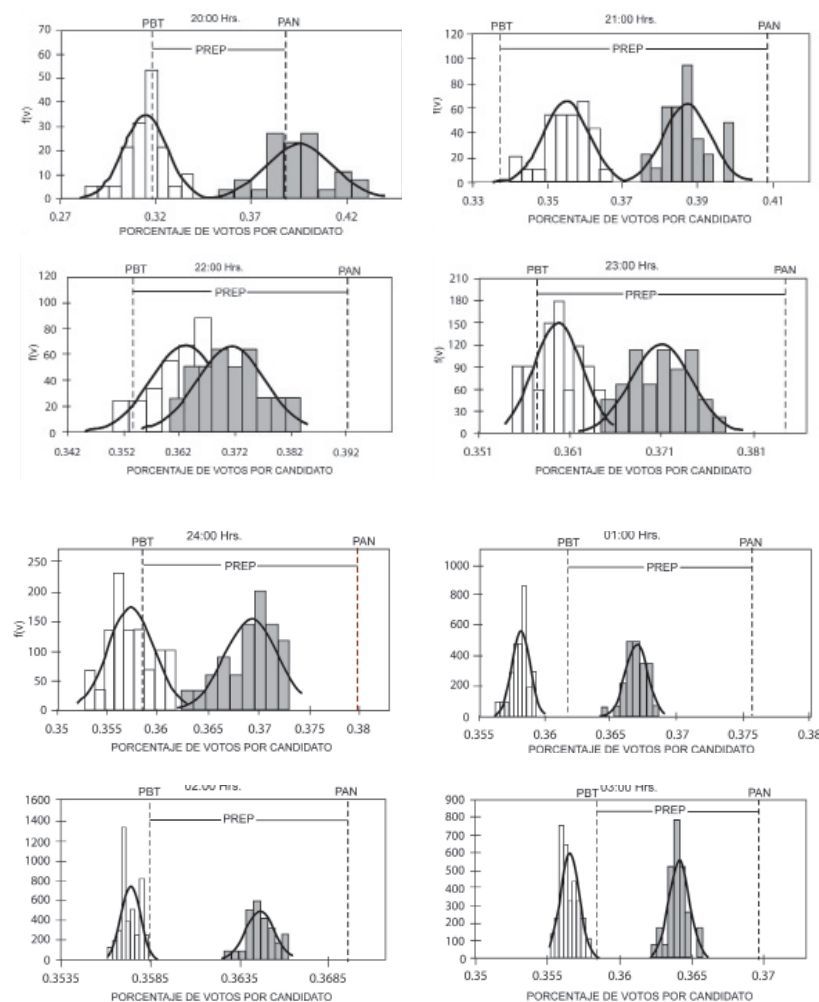 20:00 Hrs.
PBT PAN
PREP
70
60
50
40
30
20
10
0
f(v)
0.27 0.32 0.37 0.42
PORCENTAJE DE VOTOS POR CANDIDATO
21:00 Hrs.
PBT PAN
PREP
120
100
80
60
40
20
0
f(v)
0.33 0.35 0.37 0.39 0.41
PORCENTAJE DE VOTOS POR CANDIDATO
PBT 22:00 Hrs. PAN
PREP
120
100
80
60
40
20
0
f(v)
0.342 0.352 0.362 0.372 0.382 0.392
PORCENTAJE DE VOTOS POR CANDIDATO
PBT 23:00 Hrs. PAN
PREP
210
180
150
120
90
60
30
0
f(v)
0.351 0.361 0.371 0.381
PORCENTAJE DE VOTOS POR CANDIDATO
24:00 Hrs.
PBT PAN
PREP
250
200
150
100
50
0
f(v)
0.35 0.355 0.36 0.365 0.37 0.375 0.38
PORCENTAJE DE VOTOS POR CANDIDATO
01:00 Hrs.
PBT PAN
PREP
1000
800
600
400
200
0
0.355 0.36 0.365 0.37 0.375 0.38
PORCENTAJE DE VOTOS POR CANDIDATO
02:00 Hrs.
PBT PAN
PREP
1600
1400
1200
1000
800
600
400
200
0
0.3535 0.3585 0.3635 0.3685
PORCENTAJE DE VOTOS POR CANDIDATO
03:00 Hrs.
PBT PAN
PREP
900
800
700
600
500
400
300
200
100
0
0.35 0.355 0.36 0.365 0.37
PORCENTAJE DE VOTOS POR CANDIDATO